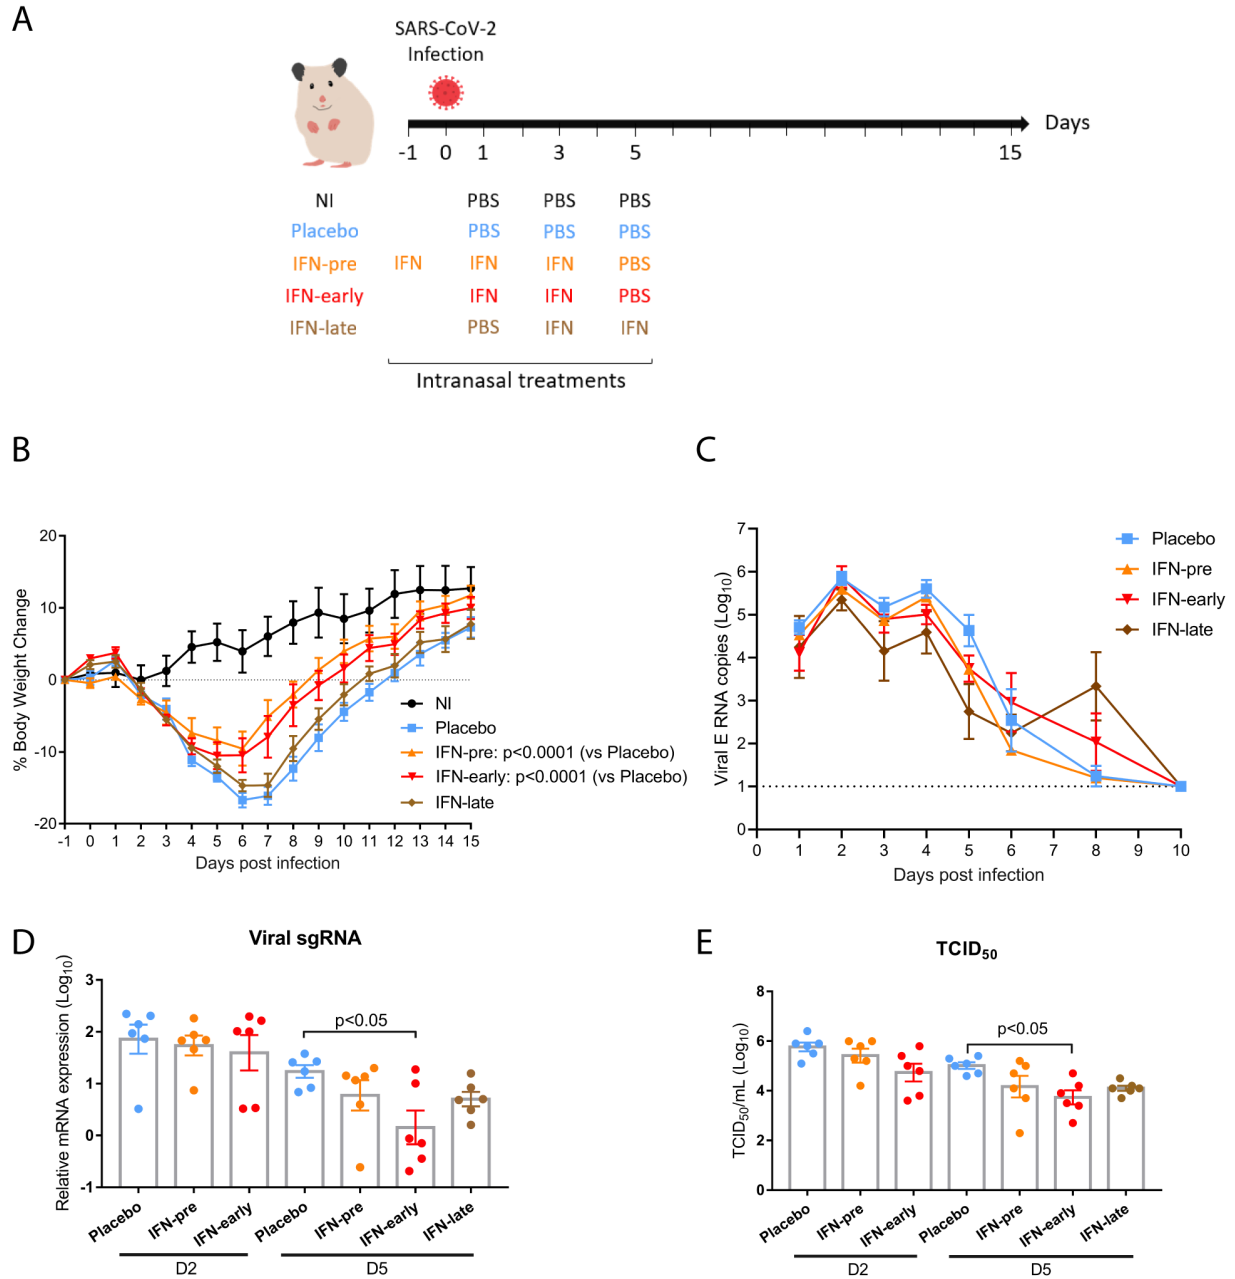 A
SARS-CoV-2
Infection
Days
-1 0 1 3 5 15
NI PBS PBS PBS
Placebo PBS PBS PBS
IFN-pre IFN IFN IFN PBS
IFN-early IFN IFN PBS
IFN-late PBS IFN IFN
Intranasal treatments
B
% Body Weight Change
20
10
0
-10
-20
-1 0 1 2 3 4 5 6 7 8 9 10 11 12 13 14 15
Days post infection
NI
Placebo
IFN-pre: p<0.0001 (vs Placebo)
IFN-early: p<0.0001 (vs Placebo)
IFN-late
C
Viral E RNA copies (Log10)
7
6
5
4
3
2
1
0
0 1 2 3 4 5 6 8 9 10
Days post infection
Placebo
IFN-pre
IFN-early
IFN-late
D
Viral sgRNA
Relative mRNA expression (Log10)
3
2
1
0
-1
p<0.05
Placebo IFN-pre IFN-early Placebo IFN-pre IFN-early IFN-late
D2 D5
E
TCID50
TCID50/mL (Log10)
8
6
4
2
0
p<0.05
Placebo IFN-pre IFN-early Placebo IFN-pre IFN-early IFN-late
D2 D5